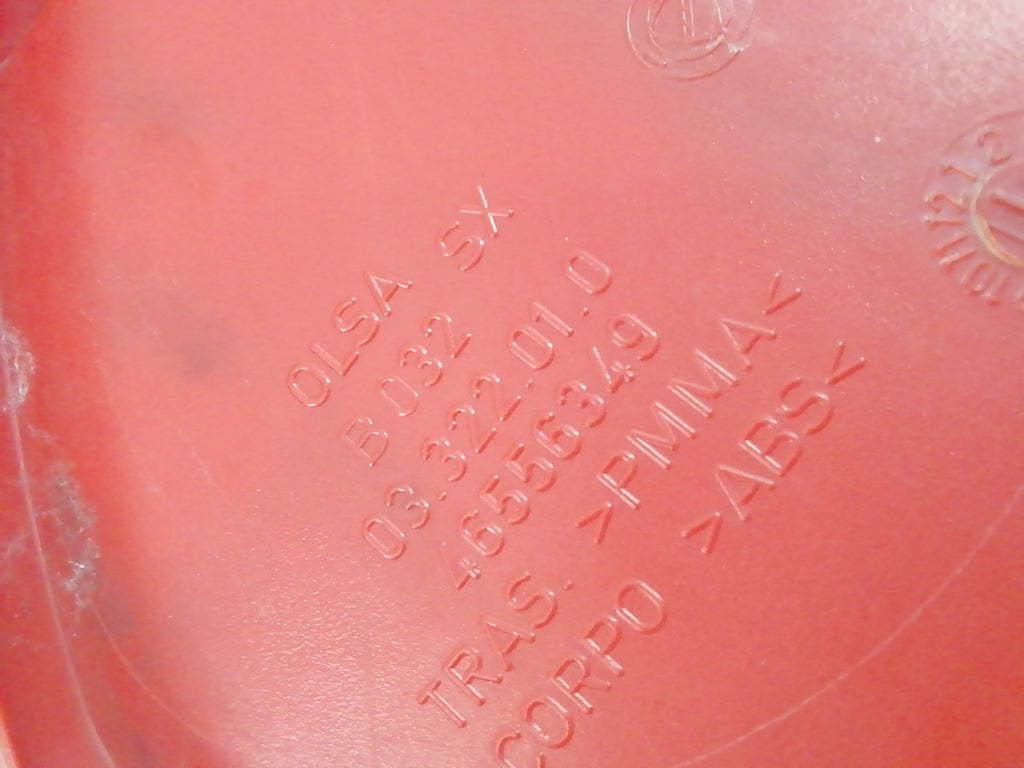 OLSA SX
B 032
03.322.01.0
46556349
TRAS. >PMMA<
CORPO >ABS<